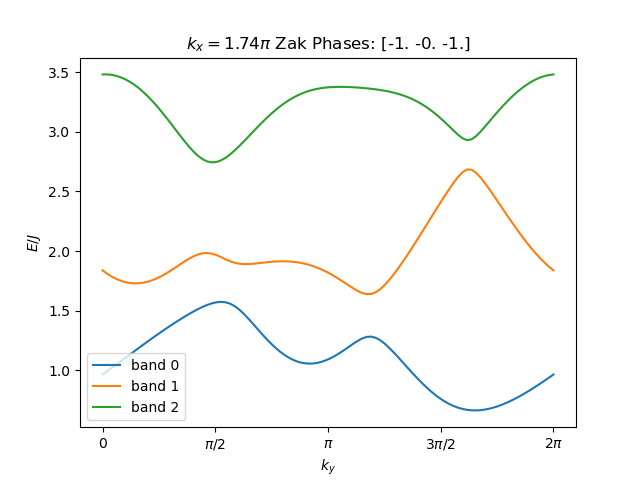 k_x = 1.74π Zak Phases: [-1. -0. -1.]
3.5
3.0
2.5
2.0
1.5
1.0
E/J
band 0
band 1
band 2
0 π/2 π 3π/2 2π
k_y